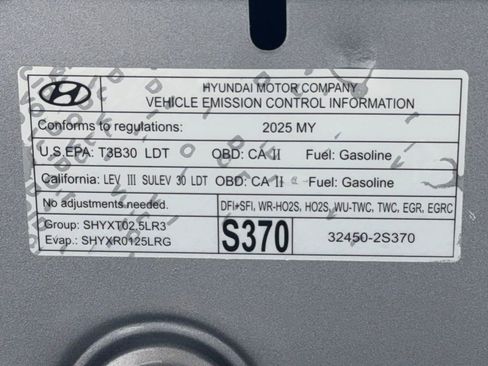 HYUNDAI MOTOR COMPANY
VEHICLE EMISSION CONTROL INFORMATION
Conforms to regulations: 2025 MY
U.S EPA: T3B30 LDT OBD: CA II Fuel: Gasoline
California: LEV III SULEV 30 LDT OBD: CA II Fuel: Gasoline
No adjustments needed. DFI+SFI, WR-HO2S, HO2S, WU-TWC, TWC, EGR, EGRC
Group: SHYXT02.5LR3
Evap.: SHYXR0125LRG
S370
32450-2S370